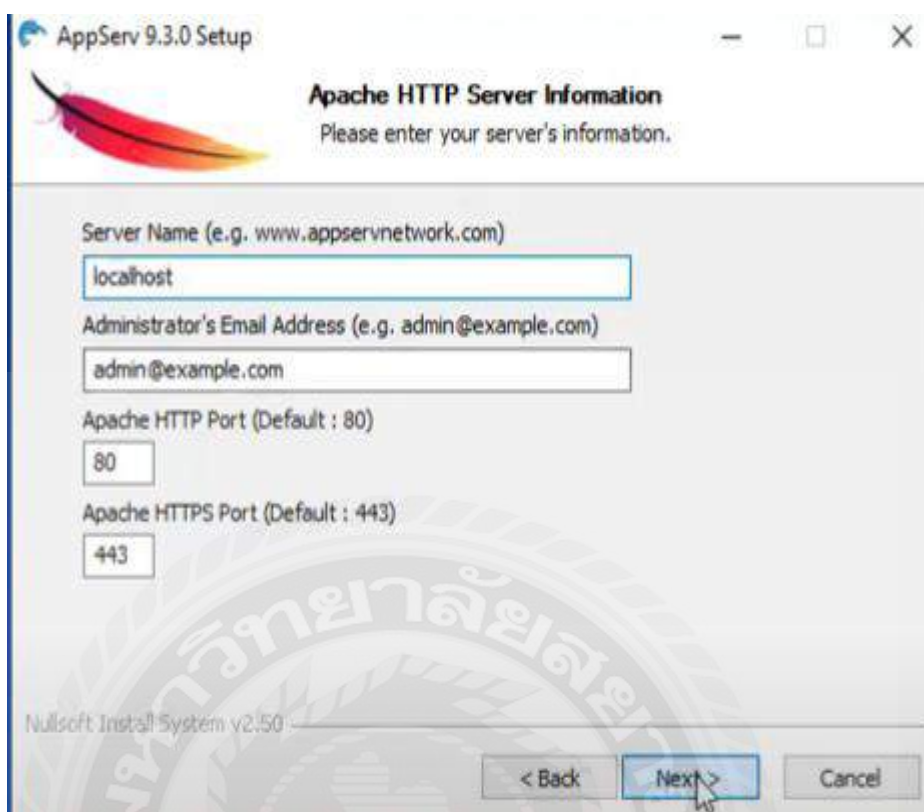 AppServ 9.3.0 Setup
Apache HTTP Server Information
Please enter your server's information.
Server Name (e.g. www.appservnetwork.com)
localhost
Administrator's Email Address (e.g. admin@example.com)
admin@example.com
Apache HTTP Port (Default : 80)
80
Apache HTTPS Port (Default : 443)
443
Nullsoft Install System v2.50
< Back Next > Cancel